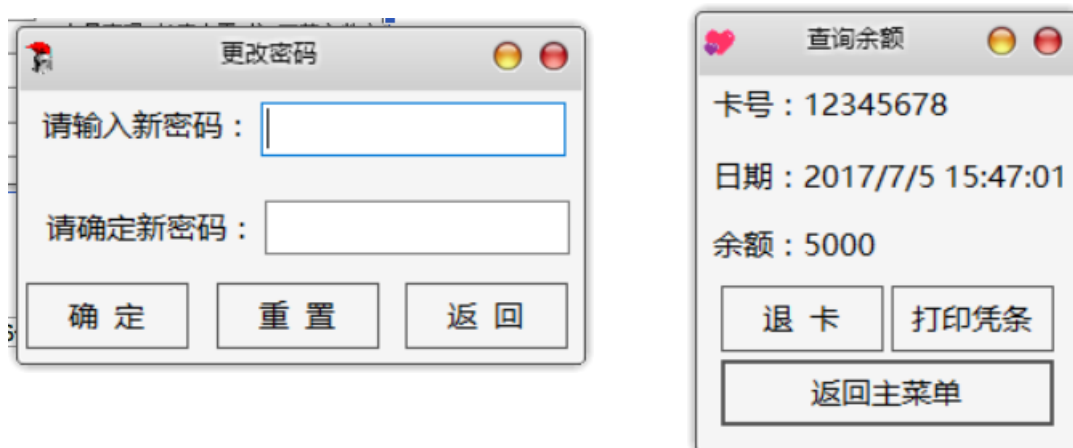 更改密码
请输入新密码：
请确定新密码：
确 定
重 置
返 回
查询余额
卡号：12345678
日期：2017/7/5 15:47:01
余额：5000
退 卡
打印凭条
返回主菜单